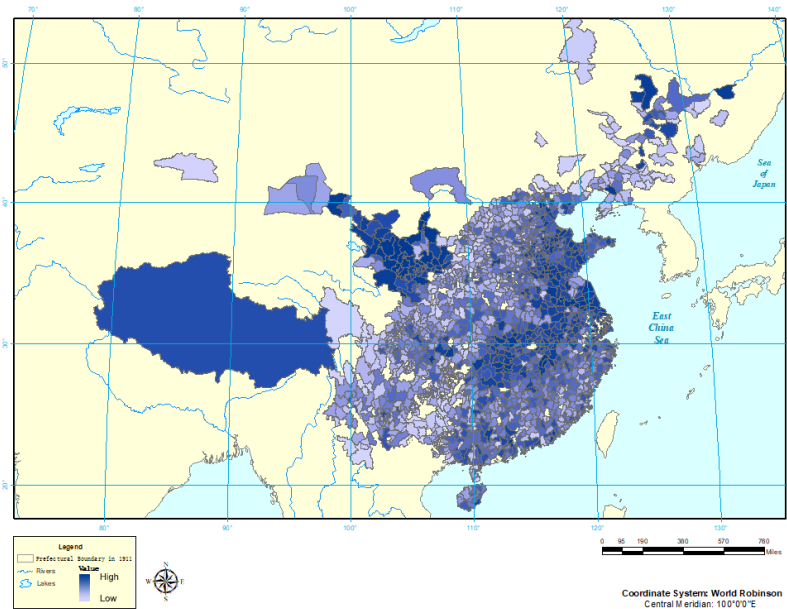 70° 80° 90° 100° 110° 120° 130° 140°
50°
40°
30°
20°
Sea
of
Japan
East
China
Sea
80° 90° 100° 110° 120° 130°
Legend
Prefectural Boundary in 1911
Rivers
Lakes
Value
High
Low
N
W E
S
0 95 190 380 570 760
Miles
Coordinate System: World Robinson
Central Meridian: 100°0'0"E